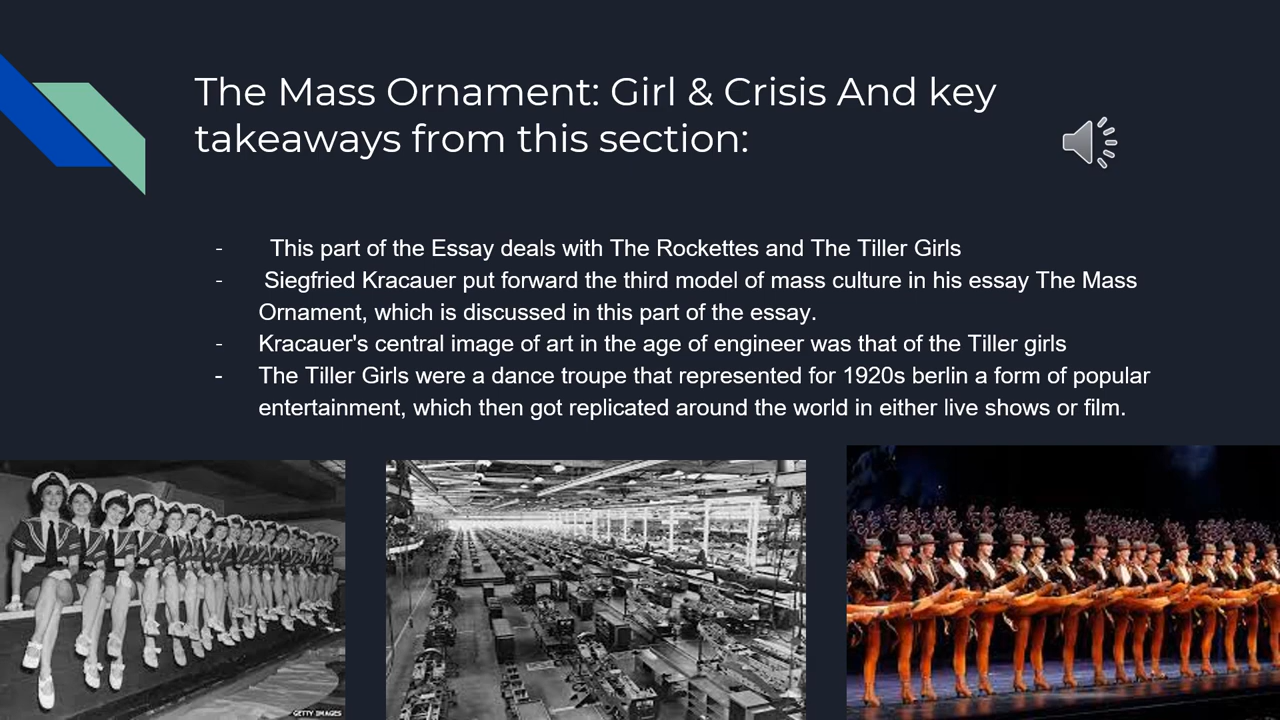 The Mass Ornament: Girl & Crisis And key
takeaways from this section:
- This part of the Essay deals with The Rockettes and The Tiller Girls
- Siegfried Kracauer put forward the third model of mass culture in his essay The Mass
Ornament, which is discussed in this part of the essay.
- Kracauer's central image of art in the age of engineer was that of the Tiller girls
- The Tiller Girls were a dance troupe that represented for 1920s berlin a form of popular
entertainment, which then got replicated around the world in either live shows or film.
GETTY IMAGES